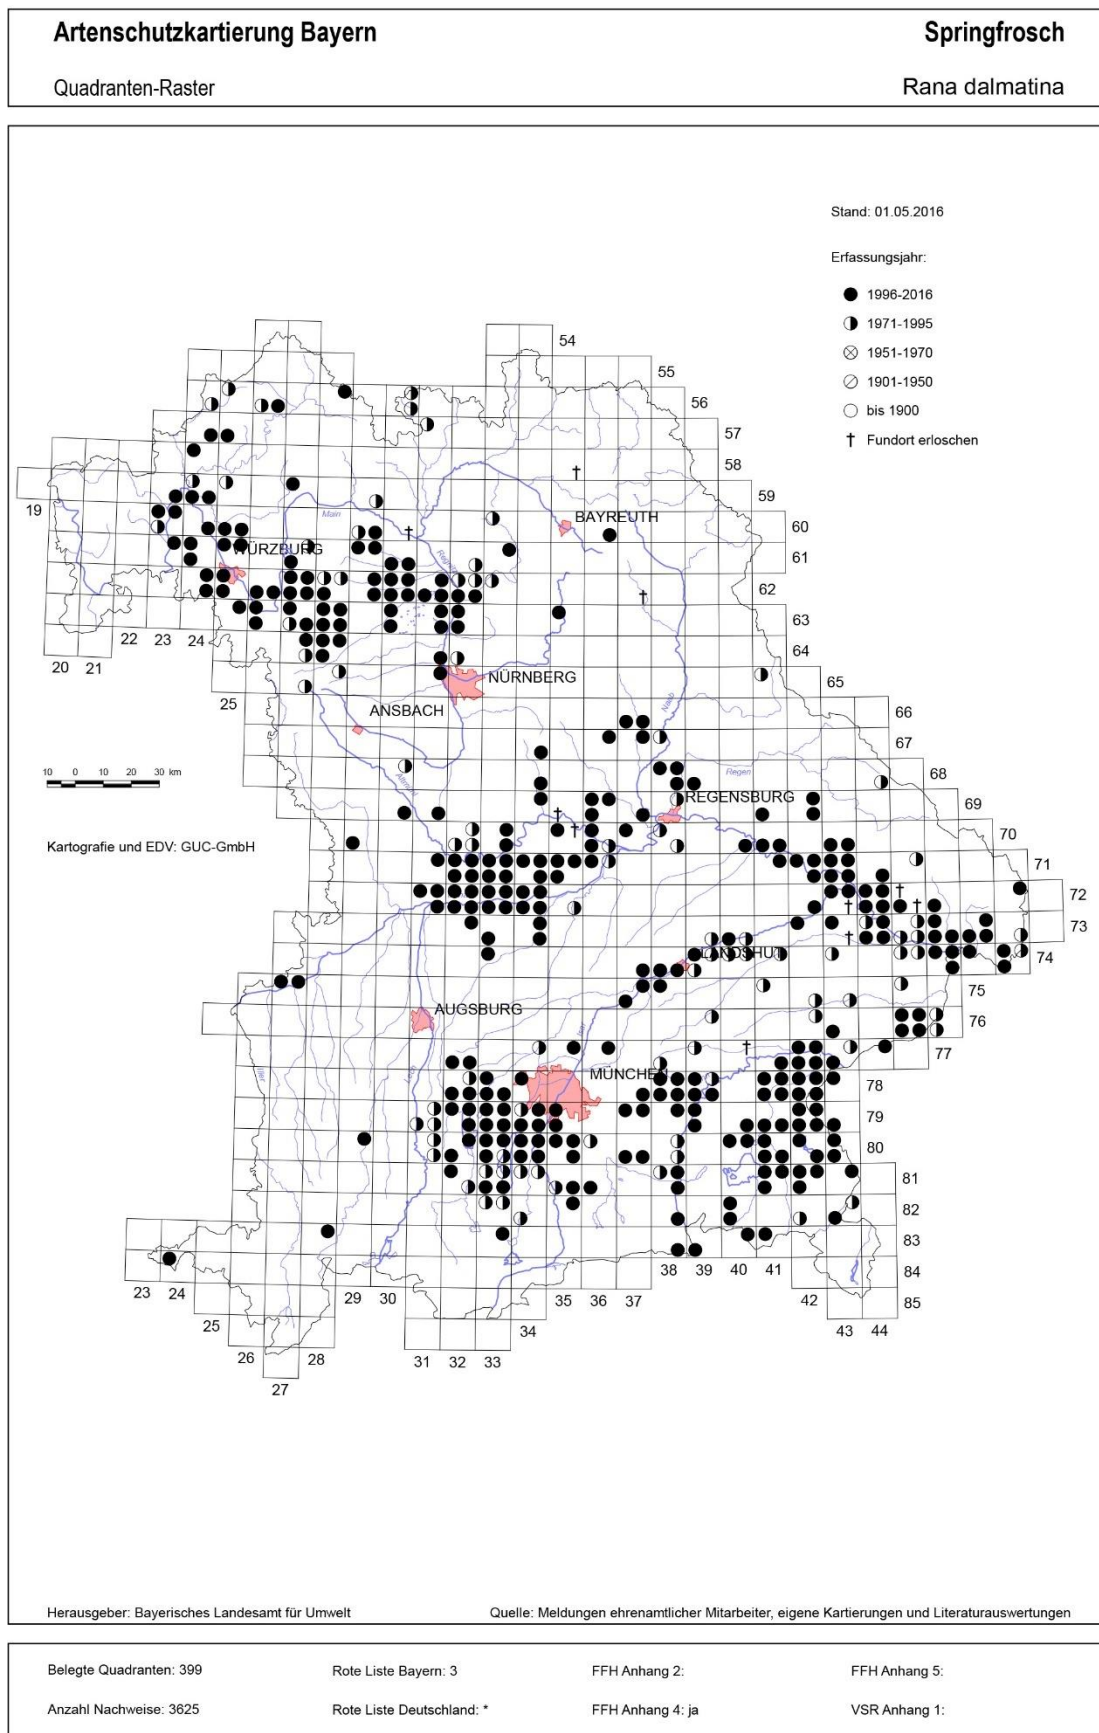 Artenschutzkartierung Bayern
Springfrosch
Quadranten-Raster
Rana dalmatina
Stand: 01.05.2016
Erfassungsjahr:
1996-2016
1971-1995
1951-1970
1901-1950
bis 1900
† Fundort erloschen
54
55
56
57
58
59
19
60
61
62
63
64
65
66
67
68
69
70
71
72
73
74
75
76
77
78
79
80
81
82
83
84
85
20
21
22
23
24
25
Main
BAYREUTH
WÜRZBURG
NÜRNBERG
ANSBACH
Naab
Altmühl
Regen
REGENSBURG
10 0 10 20 30 km
Kartografie und EDV: GUC-GmbH
LANDSHUT
AUGSBURG
Isar
Iller
Lech
MÜNCHEN
23
24
25
26
27
28
29
30
31
32
33
34
35
36
37
38
39
40
41
42
43
44
Herausgeber: Bayerisches Landesamt für Umwelt
Quelle: Meldungen ehrenamtlicher Mitarbeiter, eigene Kartierungen und Literaturauswertungen
Belegte Quadranten: 399
Rote Liste Bayern: 3
FFH Anhang 2:
FFH Anhang 5:
Anzahl Nachweise: 3625
Rote Liste Deutschland: *
FFH Anhang 4: ja
VSR Anhang 1: